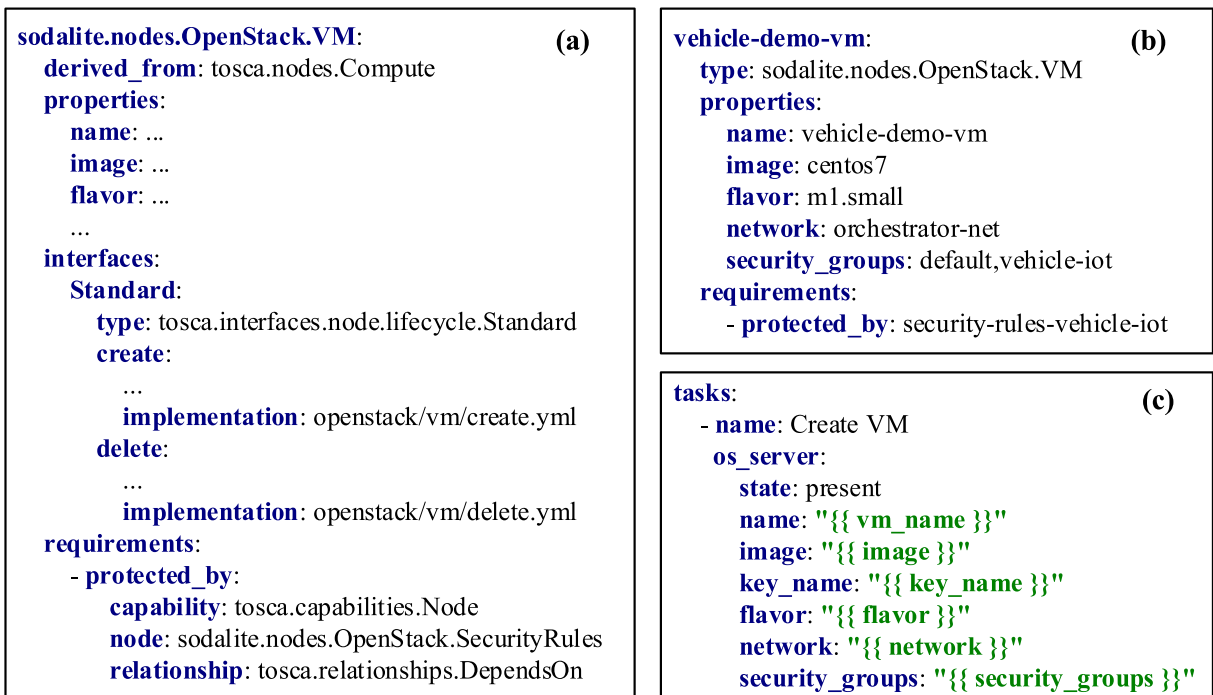 sodalite.nodes.OpenStack.VM: (a)
derived_from: tosca.nodes.Compute
properties:
name: ...
image: ...
flavor: ...
...
interfaces:
Standard:
type: tosca.interfaces.node.lifecycle.Standard
create:
...
implementation: openstack/vm/create.yml
delete:
...
implementation: openstack/vm/delete.yml
requirements:
- protected_by:
capability: tosca.capabilities.Node
node: sodalite.nodes.OpenStack.SecurityRules
relationship: tosca.relationships.DependsOn
vehicle-demo-vm: (b)
type: sodalite.nodes.OpenStack.VM
properties:
name: vehicle-demo-vm
image: centos7
flavor: m1.small
network: orchestrator-net
security_groups: default,vehicle-iot
requirements:
- protected_by: security-rules-vehicle-iot
tasks: (c)
- name: Create VM
os_server:
state: present
name: "{{ vm_name }}"
image: "{{ image }}"
key_name: "{{ key_name }}"
flavor: "{{ flavor }}"
network: "{{ network }}"
security_groups: "{{ security_groups }}"